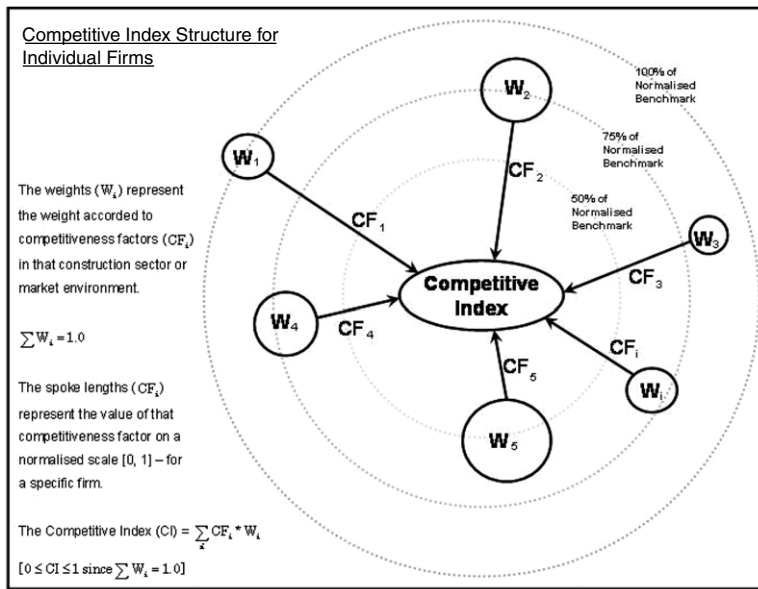 Competitive Index Structure for
Individual Firms
100% of
Normalised
Benchmark
75% of
Normalised
Benchmark
50% of
Normalised
Benchmark
W₁
W₂
W₃
W₄
W₅
Wᵢ
CF₁
CF₂
CF₃
CF₄
CF₅
CFᵢ
Competitive
Index
The weights (Wᵢ) represent
the weight accorded to
competitiveness factors (CFᵢ)
in that construction sector or
market environment.
∑Wᵢ=1.0
The spoke lengths (CFᵢ)
represent the value of that
competitiveness factor on a
normalised scale [0, 1] – for
a specific firm.
The Competitive Index (CI) = ∑ᵢ CFᵢ * Wᵢ
[0 ≤ CI ≤ 1 since ∑ Wᵢ = 1.0]